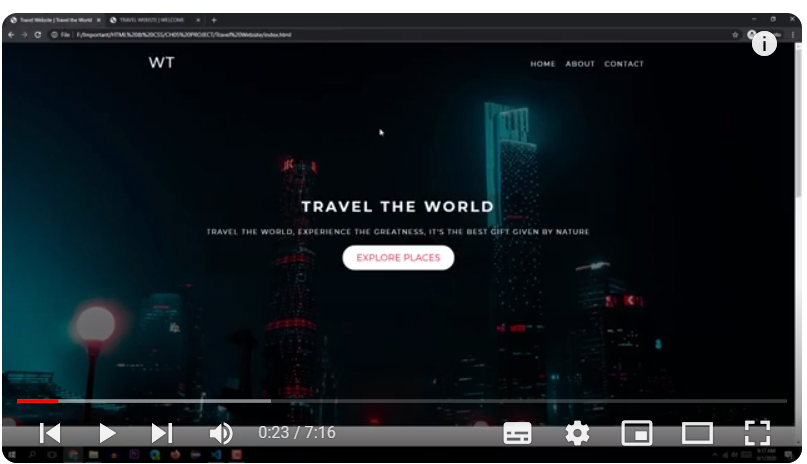 Travel Website | Travel the World
TRAVEL WEBSITE | WELCOME
File | F:/Important/HTML%20BI%20CSS/CH05%20PROJECT/Travel%20Website/index.html
WT
HOME ABOUT CONTACT
TRAVEL THE WORLD
TRAVEL THE WORLD, EXPERIENCE THE GREATNESS, IT'S THE BEST GIFT GIVEN BY NATURE
EXPLORE PLACES
0:23 / 7:16